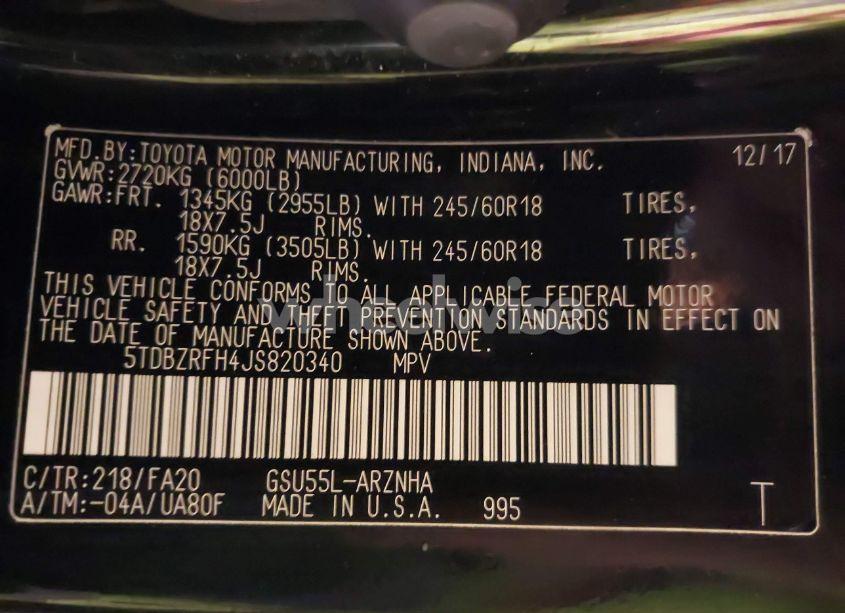 MFD.BY:TOYOTA MOTOR MANUFACTURING, INDIANA, INC. 12/17
GVWR:2720KG (6000LB)
GAWR:FRT. 1345KG (2955LB) WITH 245/60R18 TIRES,
18X7.5J RIMS.
RR. 1590KG (3505LB) WITH 245/60R18 TIRES,
18X7.5J RIMS.
THIS VEHICLE CONFORMS TO ALL APPLICABLE FEDERAL MOTOR
VEHICLE SAFETY AND THEFT PREVENTION STANDARDS IN EFFECT ON
THE DATE OF MANUFACTURE SHOWN ABOVE.
5TDBZRFH4JS820340 MPV
C/TR:218/FA20 GSU55L-ARZNHA
A/TM:-04A/UA80F MADE IN U.S.A. 995 T